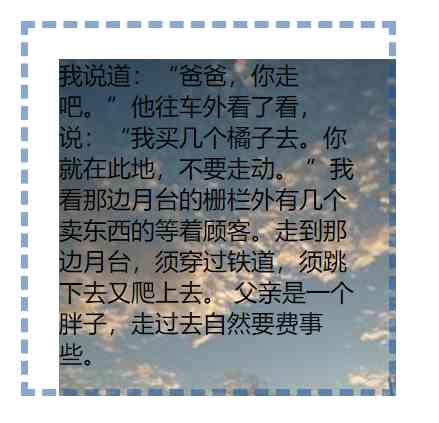 我说道：“爸爸，你走
吧。”他往车外看了看，
说：“我买几个橘子去。你
就在此地，不要走动。 ”我
看那边月台的栅栏外有几个
卖东西的等着顾客。走到那
边月台，须穿过铁道，须跳
下去又爬上去。 父亲是一个
胖子，走过去自然要费事
些。